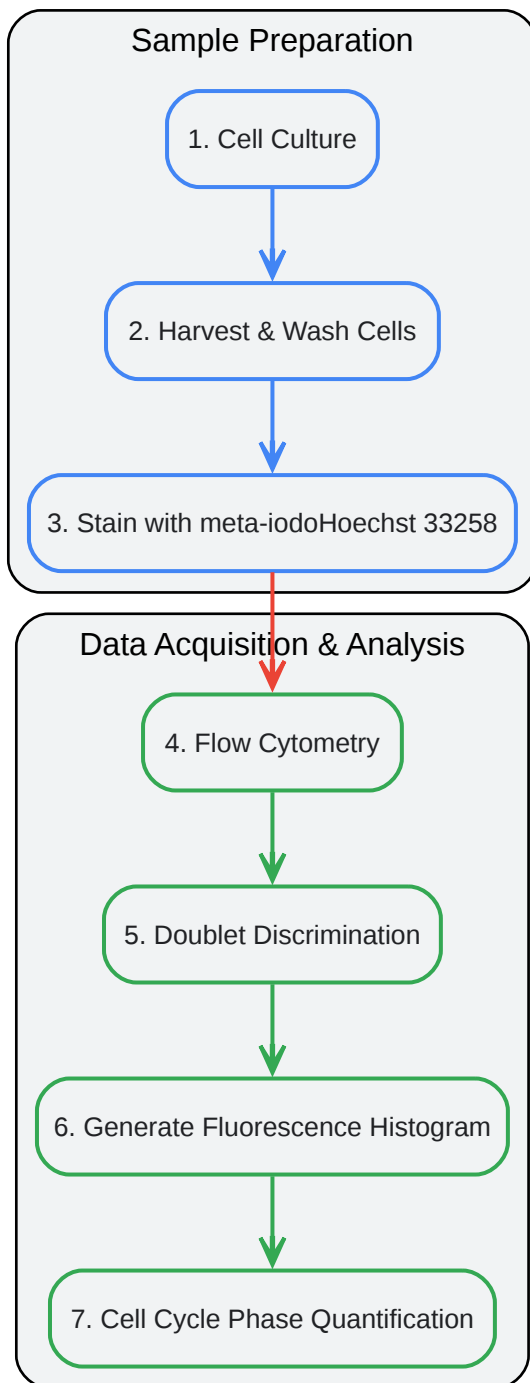 Sample Preparation
1. Cell Culture
2. Harvest & Wash Cells
3. Stain with meta-iodoHoechst 33258
Data Acquisition & Analysis
4. Flow Cytometry
5. Doublet Discrimination
6. Generate Fluorescence Histogram
7. Cell Cycle Phase Quantification